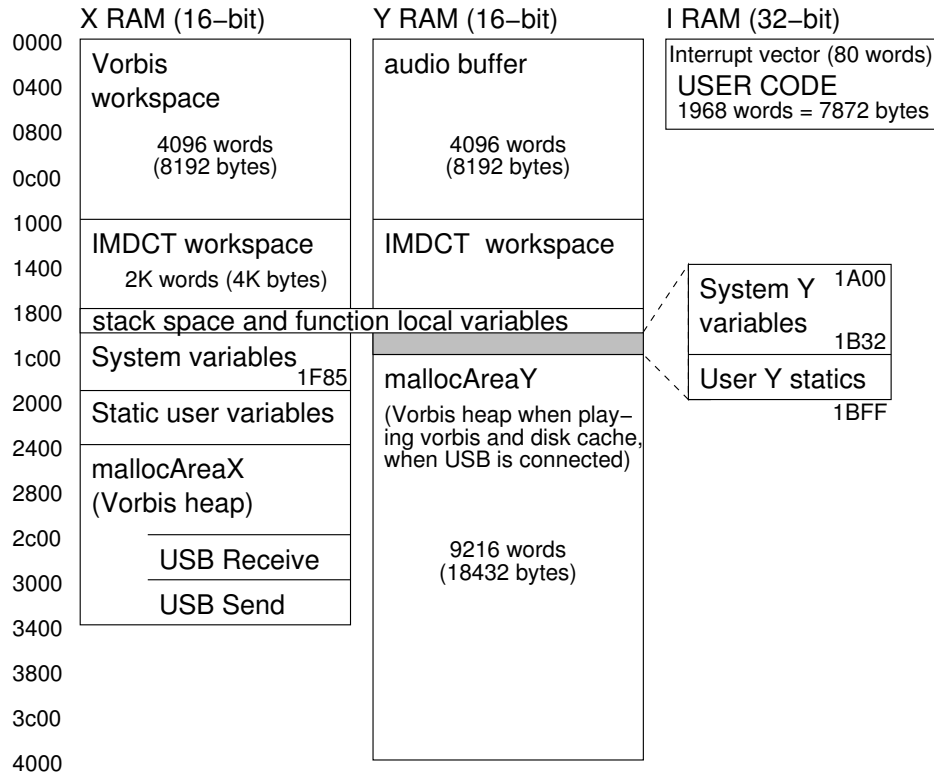 X RAM (16−bit)
Y RAM (16−bit)
I RAM (32−bit)
0000
0400
0800
0c00
1000
1400
1800
1c00
2000
2400
2800
2c00
3000
3400
3800
3c00
4000
Vorbis
workspace
4096 words
(8192 bytes)
IMDCT workspace
2K words (4K bytes)
stack space and function local variables
System variables
1F85
Static user variables
mallocAreaX
(Vorbis heap)
USB Receive
USB Send
audio buffer
4096 words
(8192 bytes)
IMDCT workspace
mallocAreaY
(Vorbis heap when play−
ing vorbis and disk cache,
when USB is connected)
9216 words
(18432 bytes)
Interrupt vector (80 words)
USER CODE
1968 words = 7872 bytes
System Y
variables
1A00
1B32
User Y statics
1BFF